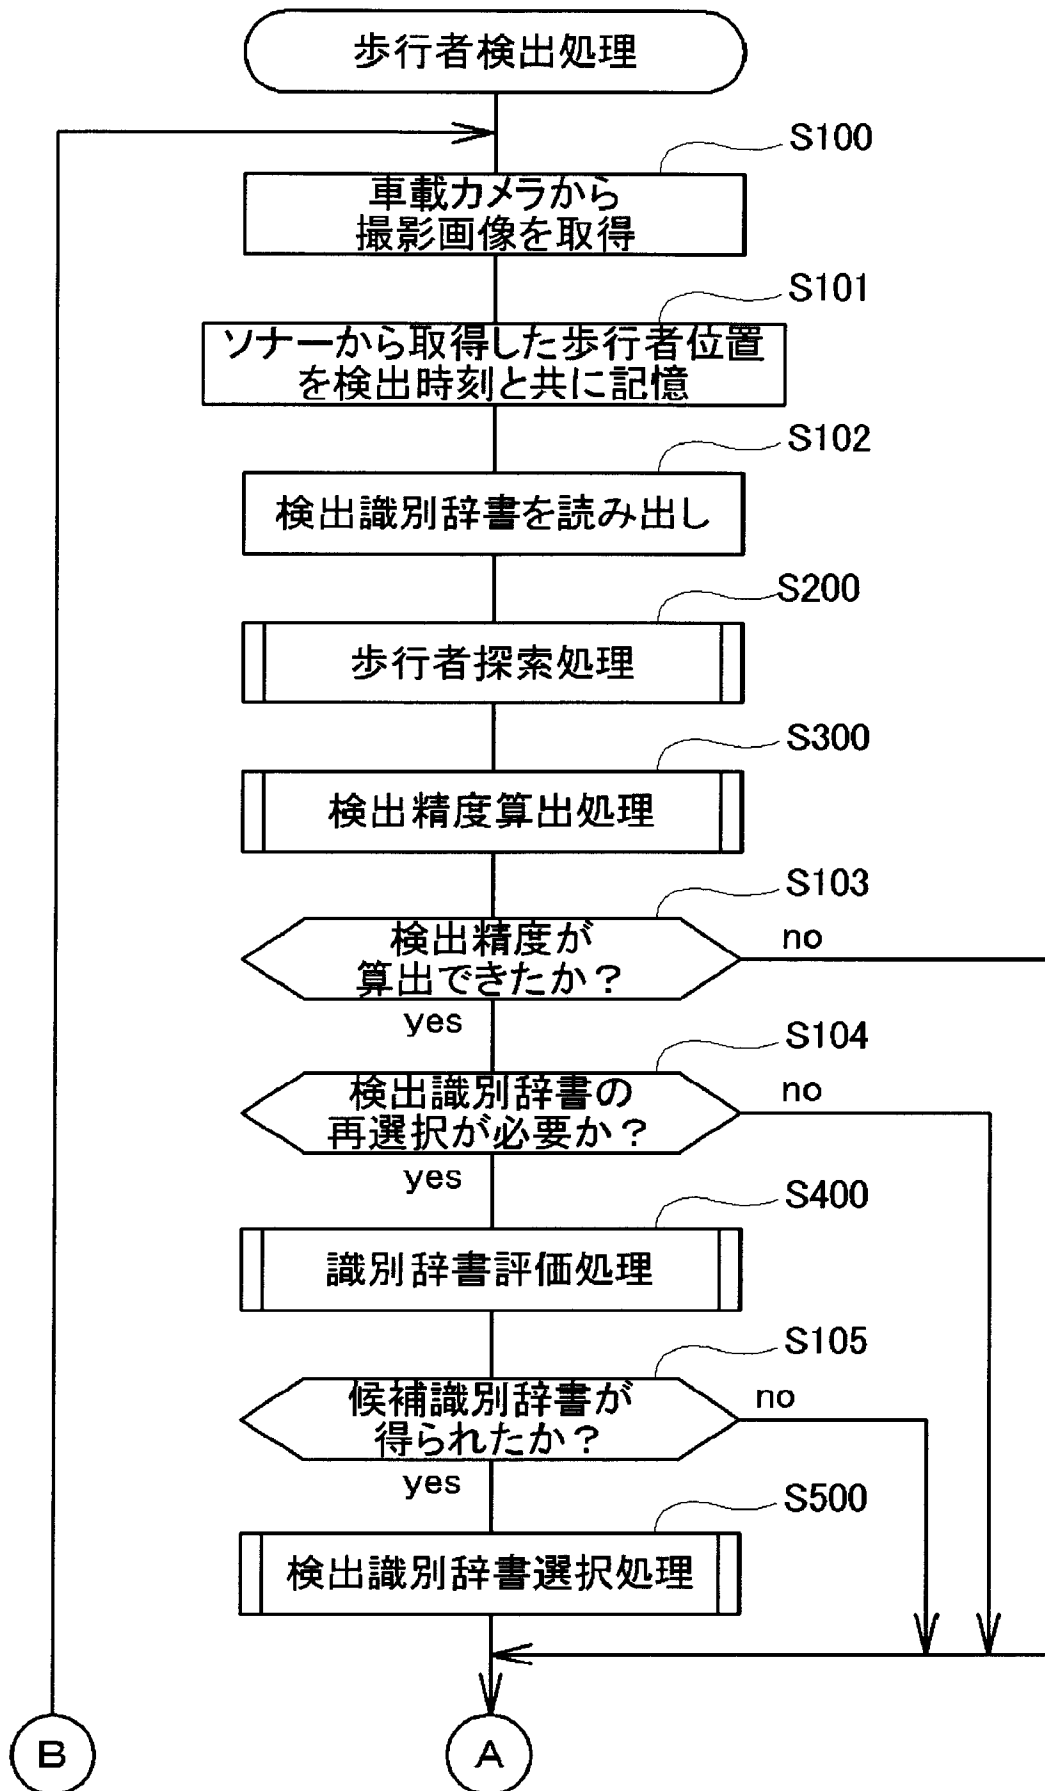 歩行者検出処理
S100
車載カメラから
撮影画像を取得
S101
ソナーから取得した歩行者位置
を検出時刻と共に記憶
S102
検出識別辞書を読み出し
S200
歩行者探索処理
S300
検出精度算出処理
S103
検出精度が
算出できたか？
no
yes
S104
検出識別辞書の
再選択が必要か？
no
yes
S400
識別辞書評価処理
S105
候補識別辞書が
得られたか？
no
yes
S500
検出識別辞書選択処理
B
A